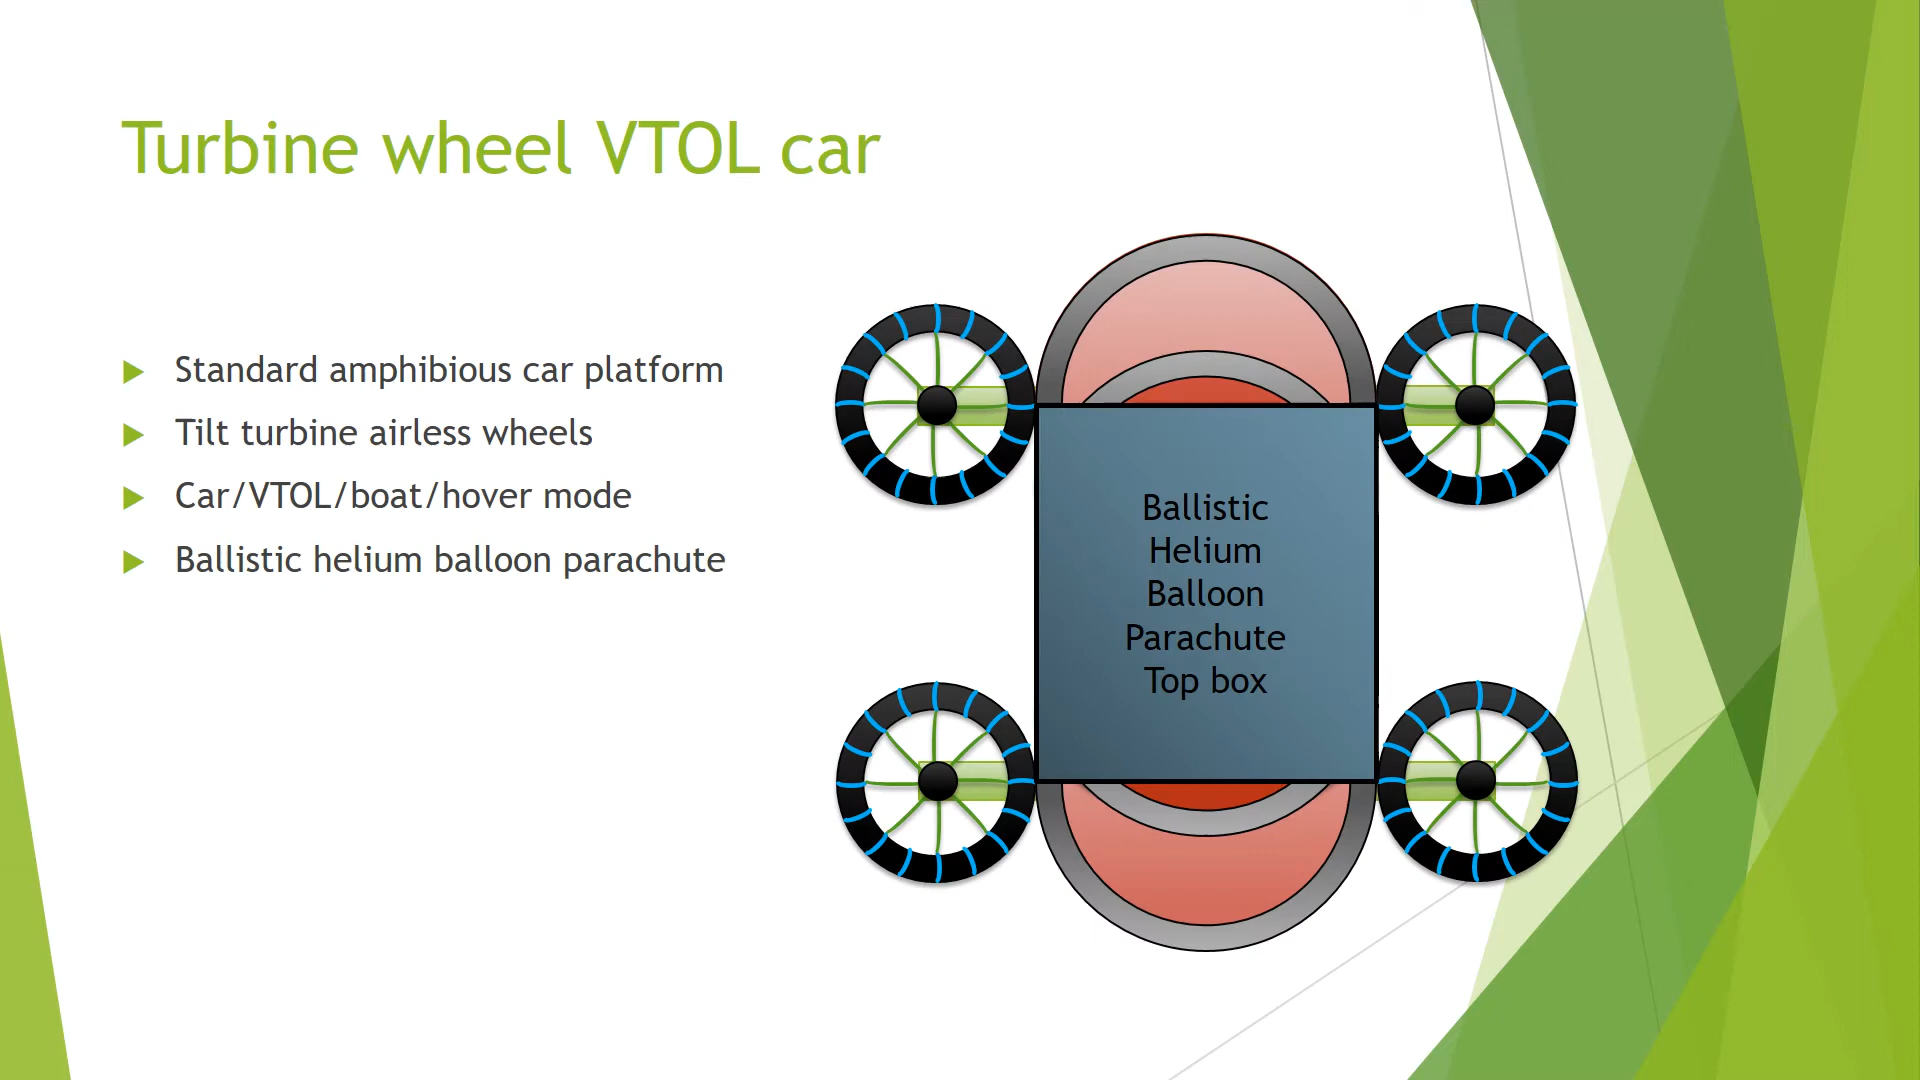 Turbine wheel VTOL car
Standard amphibious car platform
Tilt turbine airless wheels
Car/VTOL/boat/hover mode
Ballistic helium balloon parachute
Ballistic
Helium
Balloon
Parachute
Top box